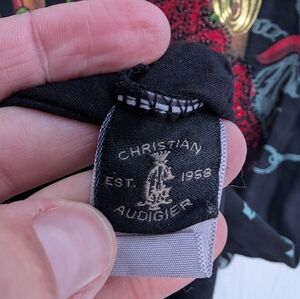 CHRISTIAN
EST. 1958
AUDIGIER